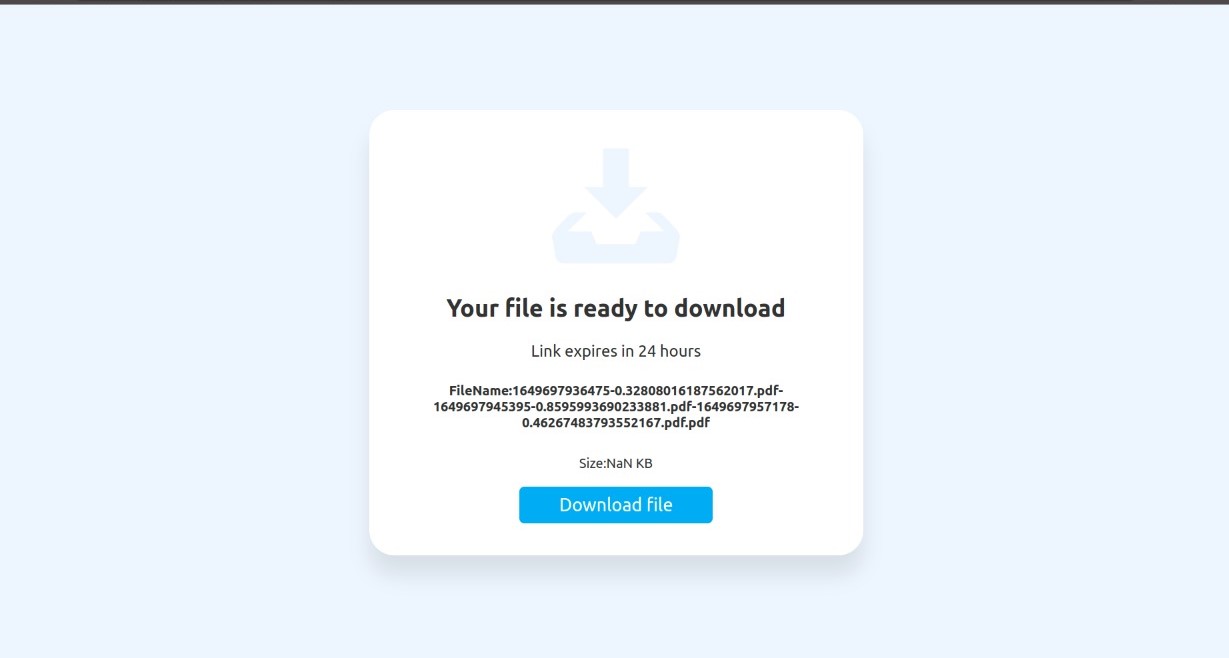 Your file is ready to download
Link expires in 24 hours
FileName:1649697936475-0.32808016187562017.pdf-
1649697945395-0.8595993690233881.pdf-1649697957178-
0.46267483793552167.pdf.pdf
Size:NaN KB
Download file